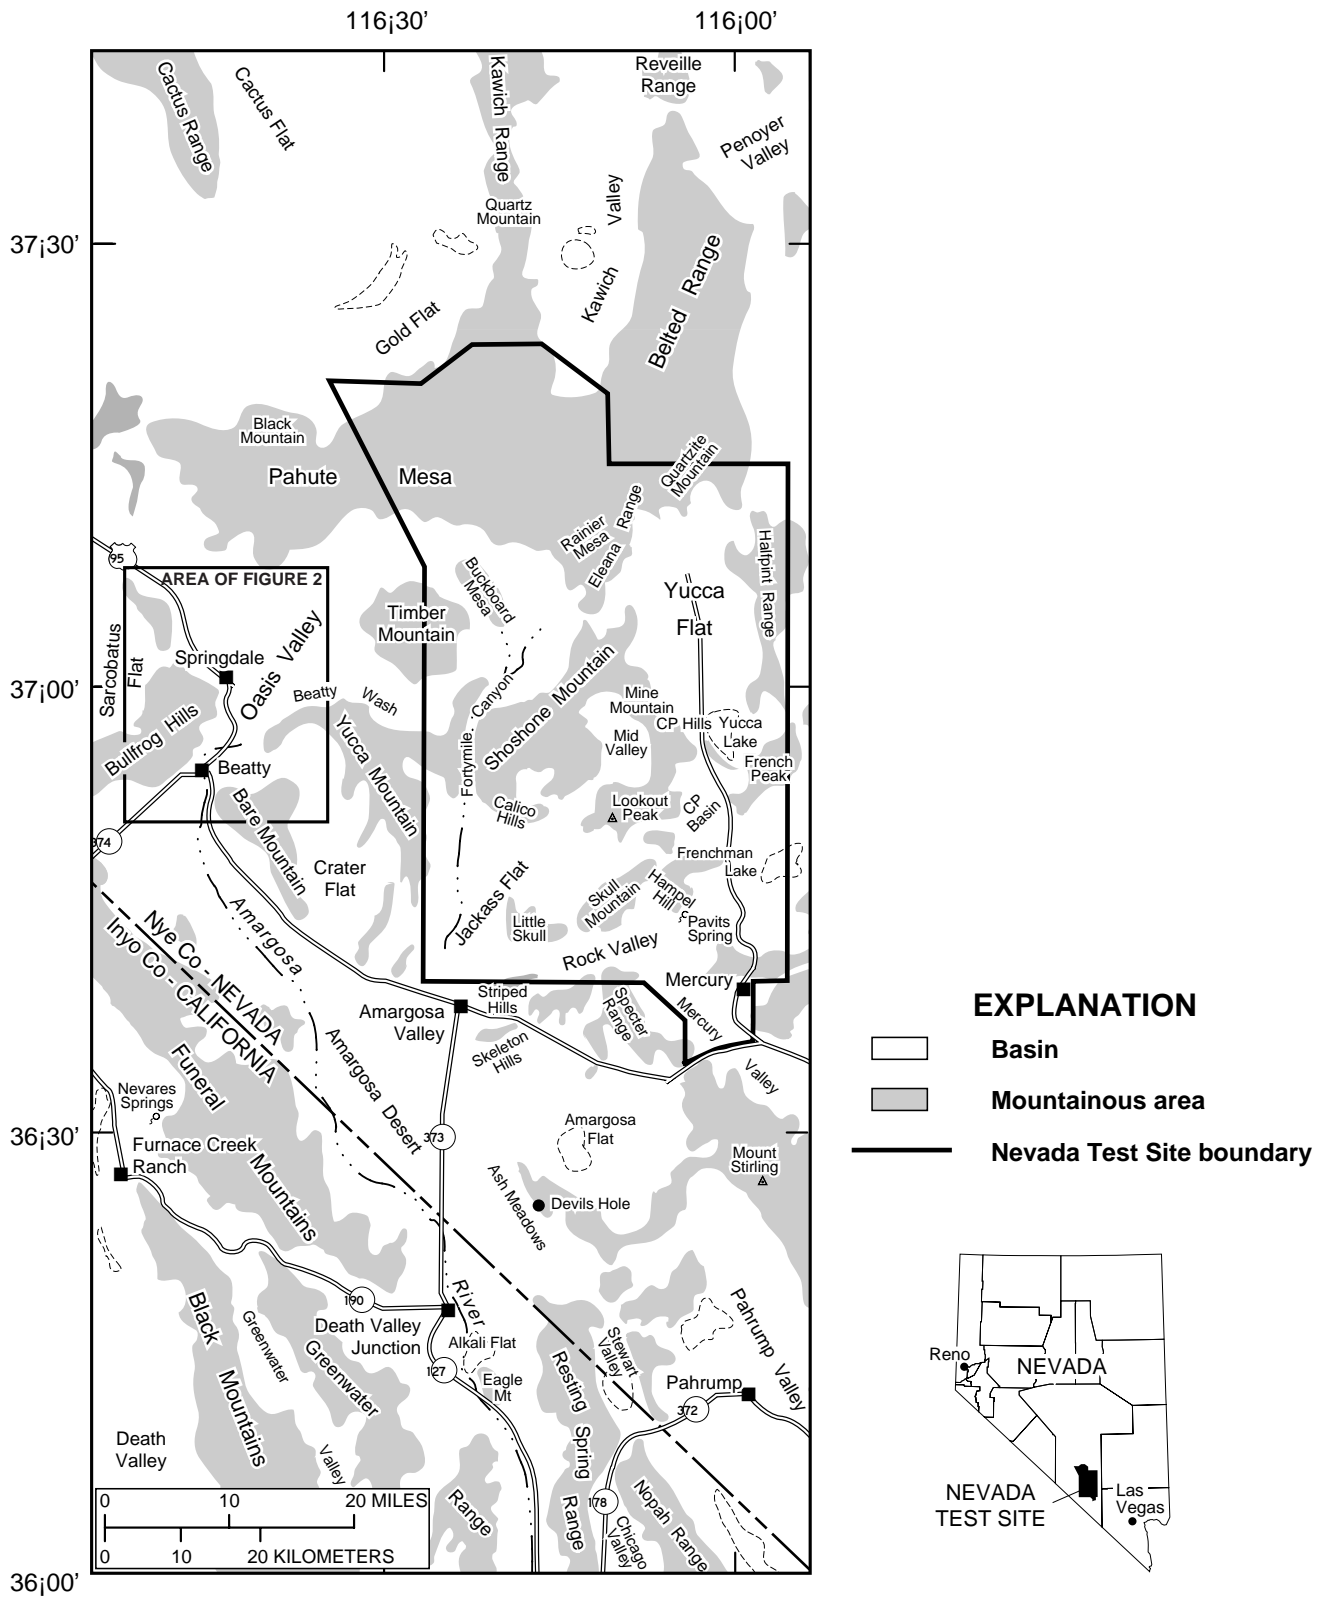 116¡30’
116¡00’
Cactus Range
Cactus Flat
Kawich Range
Reveille
Range
Penoyer
Valley
Quartz
Mountain
Valley
Kawich
37¡30’
Gold Flat
Belted Range
Black
Mountain
Pahute Mesa
Quartzite
Mountain
Rainier
Mesa
Eleana Range
Halfpint Range
95
AREA OF FIGURE 2
Buckboard
Mesa
Yucca
Flat
Timber
Mountain
Sarcobatus
Flat
Springdale
Oasis Valley
37¡00’
Beatty Wash
Canyon
Fortymile
Shoshone Mountain
Mine
Mountain
CP Hills
Yucca
Lake
Mid
Valley
French
Peak
Bullfrog Hills
Beatty
Yucca Mountain
Bare Mountain
Calico
Hills
Lookout
Peak
CP
Basin
374
Crater
Flat
Frenchman
Lake
Jackass Flat
Skull
Mountain
Hampel
Hill
Little
Skull
Pavits
Spring
Rock Valley
Amargosa
Nye Co - NEVADA
Inyo Co - CALIFORNIA
Mercury
Striped
Hills
Amargosa
Valley
Specter
Range
Mercury
Valley
Skeleton
Hills
Amargosa Desert
Funeral
Mountains
Nevares
Springs
36¡30’
Furnace Creek
Ranch
373
Amargosa
Flat
Mount
Stirling
Ash Meadows
Devils Hole
190
River
Death Valley
Junction
Alkali Flat
127
Eagle
Mt
Black
Mountains
Greenwater
Valley
Greenwater
Range
Resting Spring
Range
Stewart
Valley
Pahrump Valley
Pahrump
372
Death
Valley
178
Chicago
Valley
Nopah Range
0 10 20 MILES
0 10 20 KILOMETERS
36¡00’
EXPLANATION
Basin
Mountainous area
Nevada Test Site boundary
Reno
NEVADA
NEVADA
TEST SITE
Las
Vegas